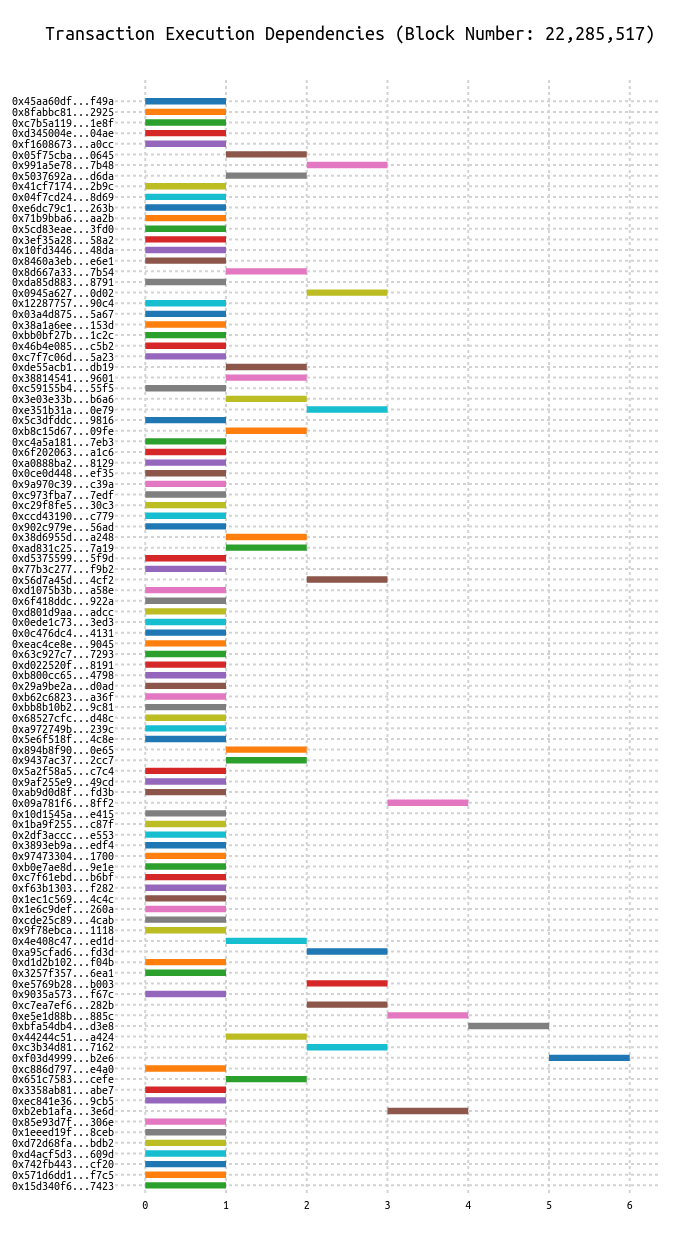 Transaction Execution Dependencies (Block Number: 22,285,517)
0x45aa60df...f49a
0x8fabbc81...2925
0xc7b5a119...1e8f
0xd345004e...04ae
0xf1608673...a0cc
0x05f75cba...0645
0x991a5e78...7b48
0x5037692a...d6da
0x41cf7174...2b9c
0x04f7cd24...8d69
0xe6dc79c1...263b
0x71b9bba6...aa2b
0x5cd83eae...3fd0
0x3ef35a28...58a2
0x10fd3446...48da
0x8460a3eb...e6e1
0x8d667a33...7b54
0xda85d883...8791
0x0945a627...0d02
0x12287757...90c4
0x03a4d875...5a67
0x38a1a6ee...153d
0xbb0bf27b...1c2c
0x46b4e085...c5b2
0xc7f7c06d...5a23
0xde55acb1...db19
0x38814541...9601
0xc59155b4...55f5
0x3e03e33b...b6a6
0xe351b31a...0e79
0x5c3dfddc...9816
0xb8c15d67...09fe
0xc4a5a181...7eb3
0x6f202063...a1c6
0xa0888ba2...8129
0x0ce0d448...ef35
0x9a970c39...c39a
0xc973fba7...7edf
0xc29f8fe5...30c3
0xccd43190...c779
0x902c979e...56ad
0x38d6955d...a248
0xad831c25...7a19
0xd5375599...5f9d
0x77b3c277...f9b2
0x56d7a45d...4cf2
0xd1075b3b...a58e
0x6f418ddc...922a
0xd801d9aa...adcc
0x0ede1c73...3ed3
0x0c476dc4...4131
0xeac4ce8e...9045
0x63c927c7...7293
0xd022520f...8191
0xb800cc65...4798
0x29a9be2a...d0ad
0xb62c6823...a36f
0xbb8b10b2...9c81
0x68527cfc...d48c
0xa972749b...239c
0x5e6f518f...4c8e
0x894b8f90...0e65
0x9437ac37...2cc7
0x5a2f58a5...c7c4
0x9af255e9...49cd
0xab9d0d8f...fd3b
0x09a781f6...8ff2
0x10d1545a...e415
0x1ba9f255...c87f
0x2df3accc...e553
0x3893eb9a...edf4
0x97473304...1700
0xb0e7ae8d...9e1e
0xc7f61ebd...b6bf
0xf63b1303...f282
0x1ec1c569...4c4c
0x1e6c9def...260a
0xcde25c89...4cab
0x9f78ebca...1118
0x4e408c47...ed1d
0xa95cfad6...fd3d
0xd1d2b102...f04b
0x3257f357...6ea1
0xe5769b28...b003
0x9035a573...f67c
0xc7ea7ef6...282b
0xe5e1d88b...885c
0xbfa54db4...d3e8
0x44244c51...a424
0xc3b34d81...7162
0xf03d4999...b2e6
0xc886d797...e4a0
0x651c7583...cefe
0x3358ab81...abe7
0xec841e36...9cb5
0xb2eb1afa...3e6d
0x85e93d7f...306e
0x1eeed19f...8ceb
0xd72d68fa...bdb2
0xd4acf5d3...609d
0x742fb443...cf20
0x571d6dd1...f7c5
0x15d340f6...7423
0 1 2 3 4 5 6